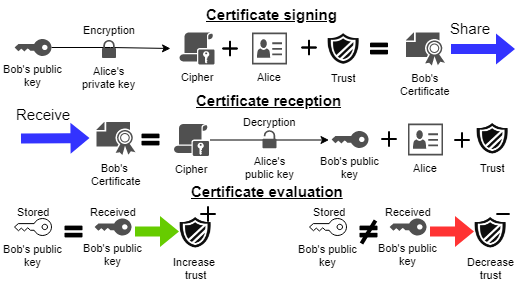 Certificate signing
Encryption
Share
Bob's public
key
Alice's
private key
Cipher
Alice
Trust
Bob's
Certificate
Certificate reception
Receive
Decryption
Bob's
Certificate
Cipher
Alice's
public key
Bob's public
key
Alice
Trust
Certificate evaluation
Stored
Received
Bob's public
key
Bob's public
key
Increase
trust
Stored
Received
Bob's public
key
Bob's public
key
Decrease
trust